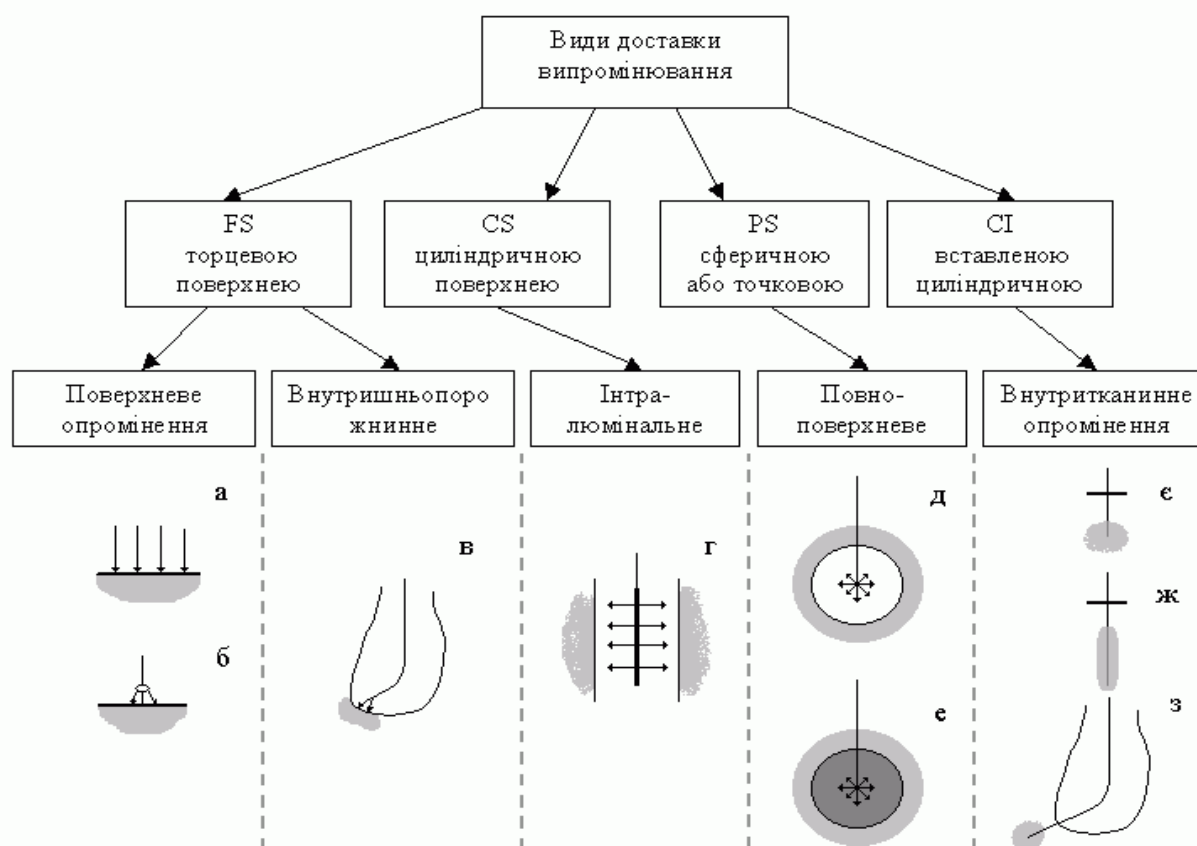 Види доставки
випромінювання
FS
торцевою
поверхнею
CS
циліндричною
поверхнею
PS
сферичною
або точковою
CI
вставленою
циліндричною
Поверхневе
опромінення
Внутришньопоро
жнинне
Інтра-
люмінальне
Повно-
поверхневе
Внутритканинне
опромінення
а
б
в
г
д
е
є
ж
з